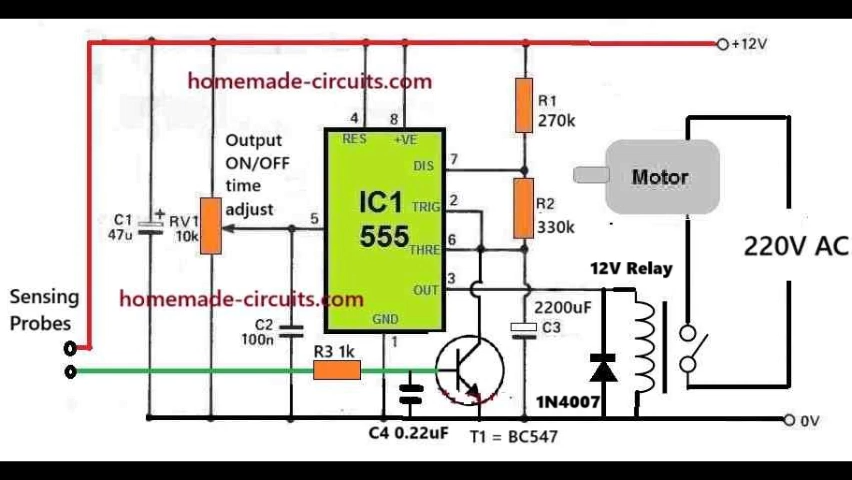 +12V
homemade-circuits.com
R1
270k
4
8
RES
+VE
Output
ON/OFF
time
adjust
DIS
7
Motor
IC1
555
TRIG
2
R2
330k
C1
47u
+
RV1
10k
5
THRE
6
220V AC
12V Relay
OUT
3
Sensing
Probes
homemade-circuits.com
2200uF
C3
C2
100n
GND
1
R3 1k
1N4007
C4 0.22uF
T1 = BC547
0V